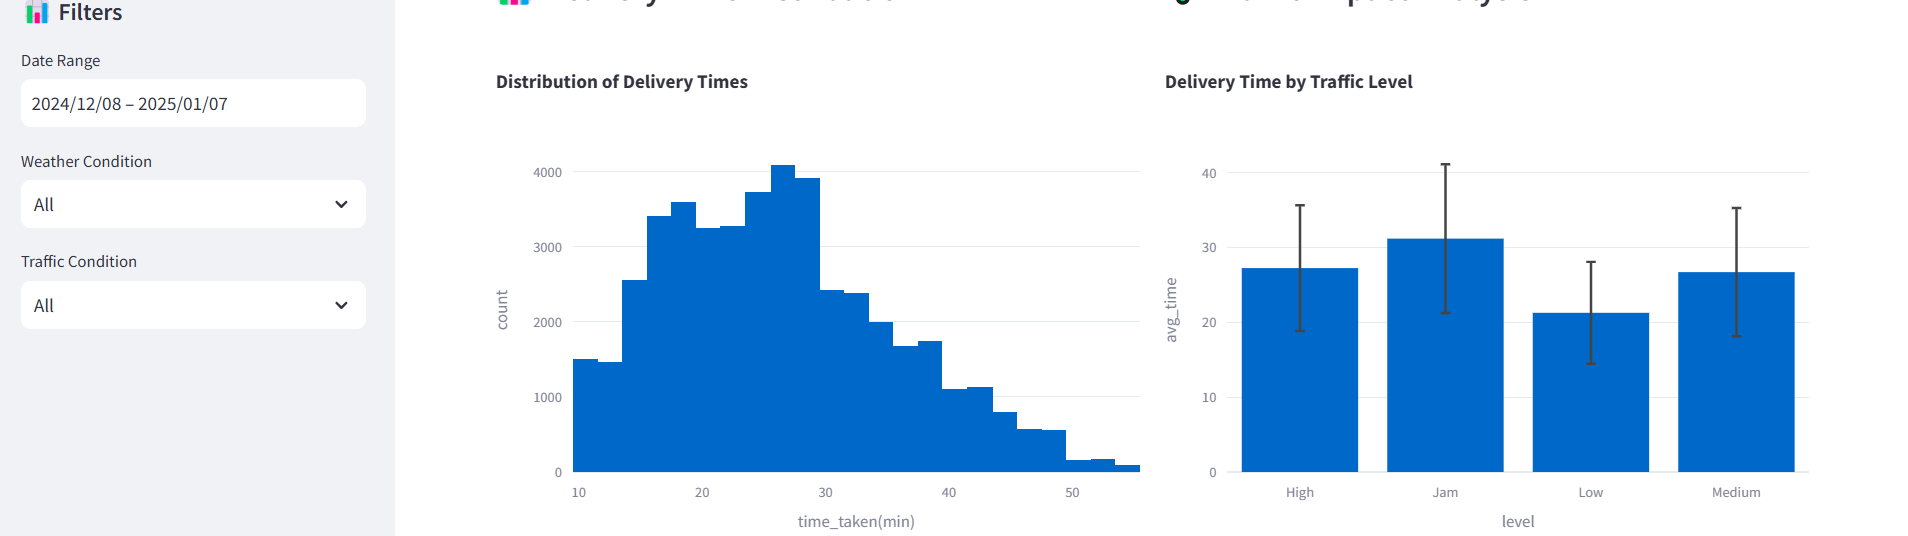 Filters
Date Range
2024/12/08 – 2025/01/07
Weather Condition
All
Traffic Condition
All
Distribution of Delivery Times
4000
3000
2000
1000
0
count
10 20 30 40 50
time_taken(min)
Delivery Time by Traffic Level
40
30
20
10
0
avg_time
High Jam Low Medium
level